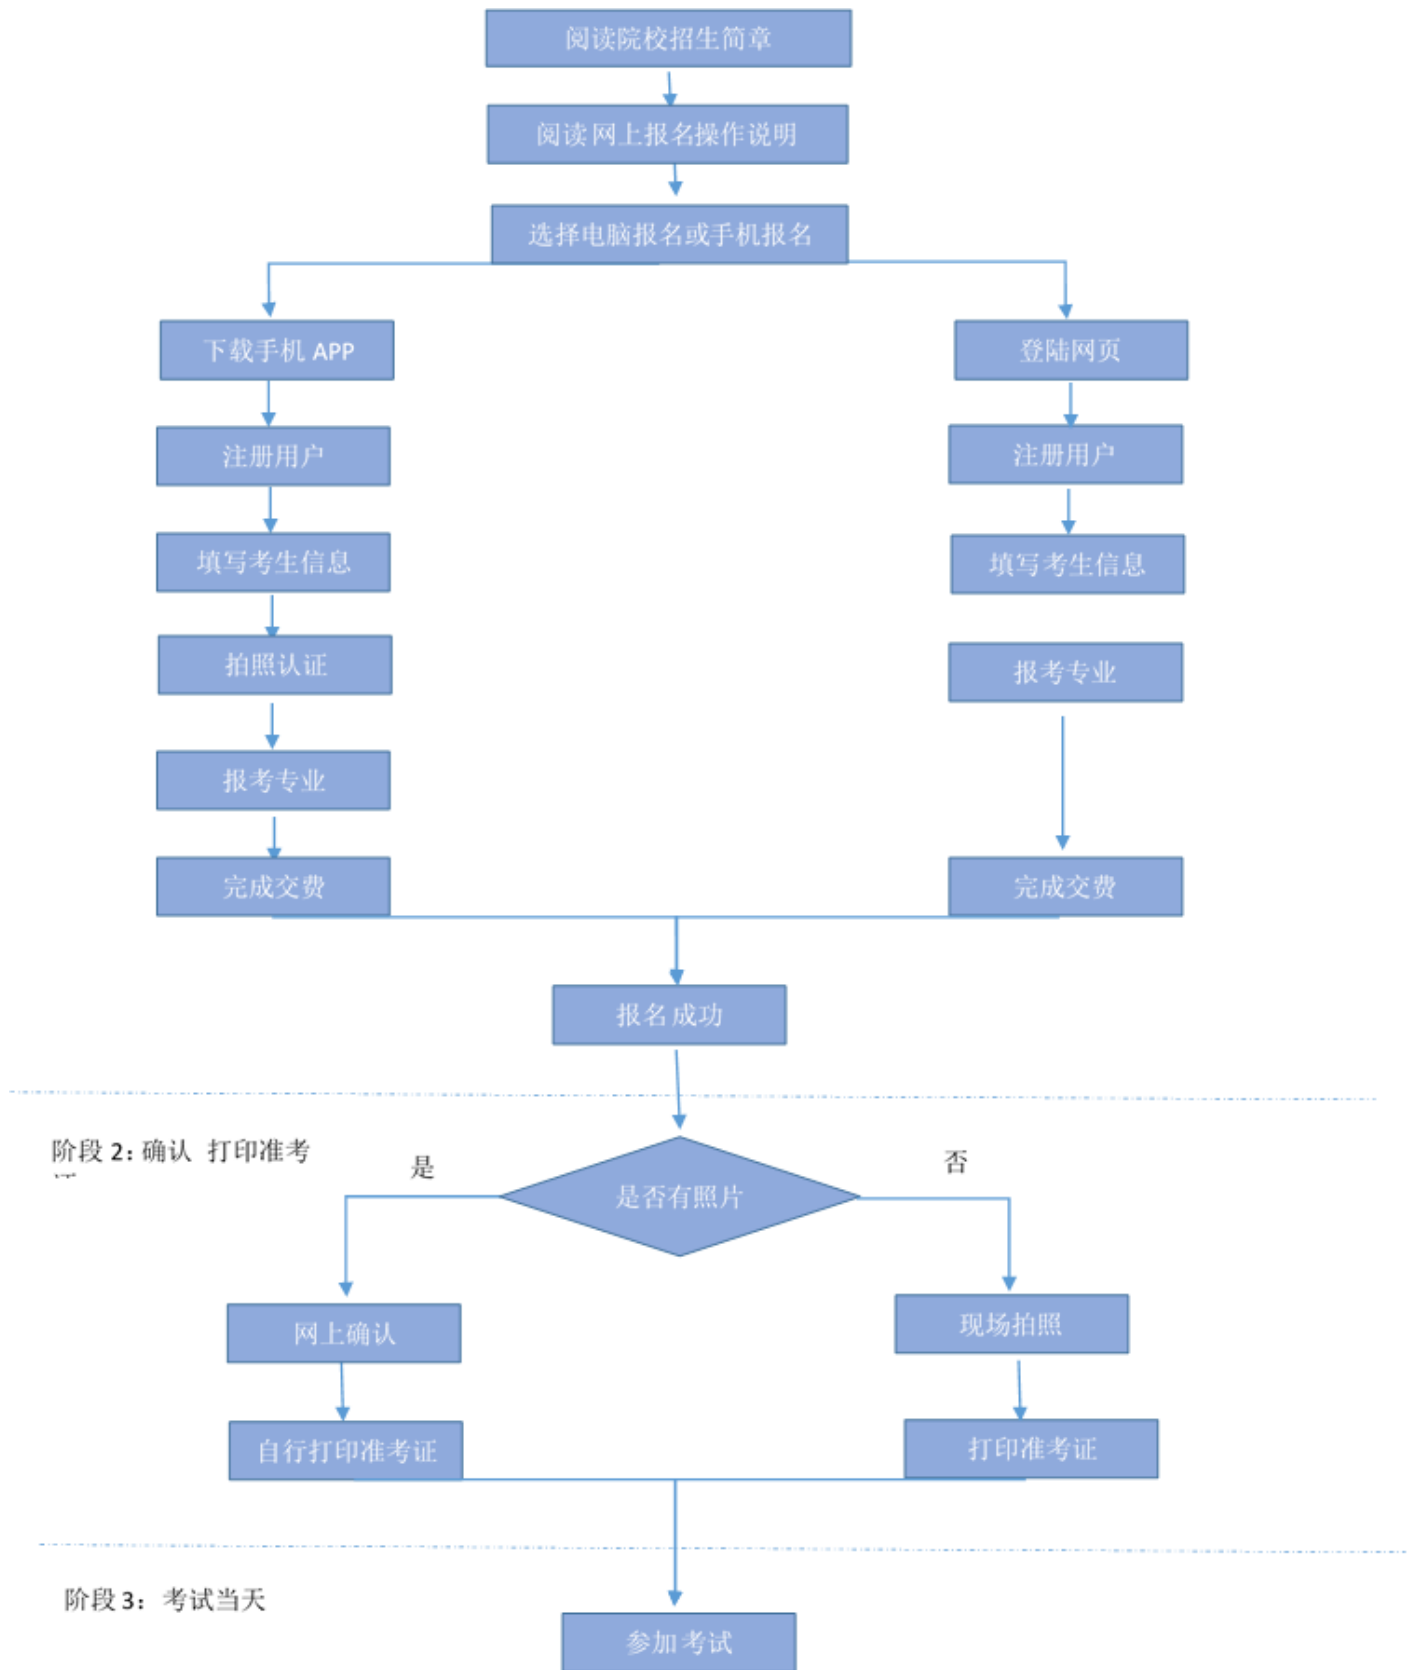 阅读院校招生简章
阅读网上报名操作说明
选择电脑报名或手机报名
下载手机 APP
登陆网页
注册用户
注册用户
填写考生信息
填写考生信息
拍照认证
报考专业
报考专业
完成交费
完成交费
报名成功
阶段 2：确认 打印准考
是
否
是否有照片
网上确认
现场拍照
自行打印准考证
打印准考证
阶段 3：考试当天
参加考试